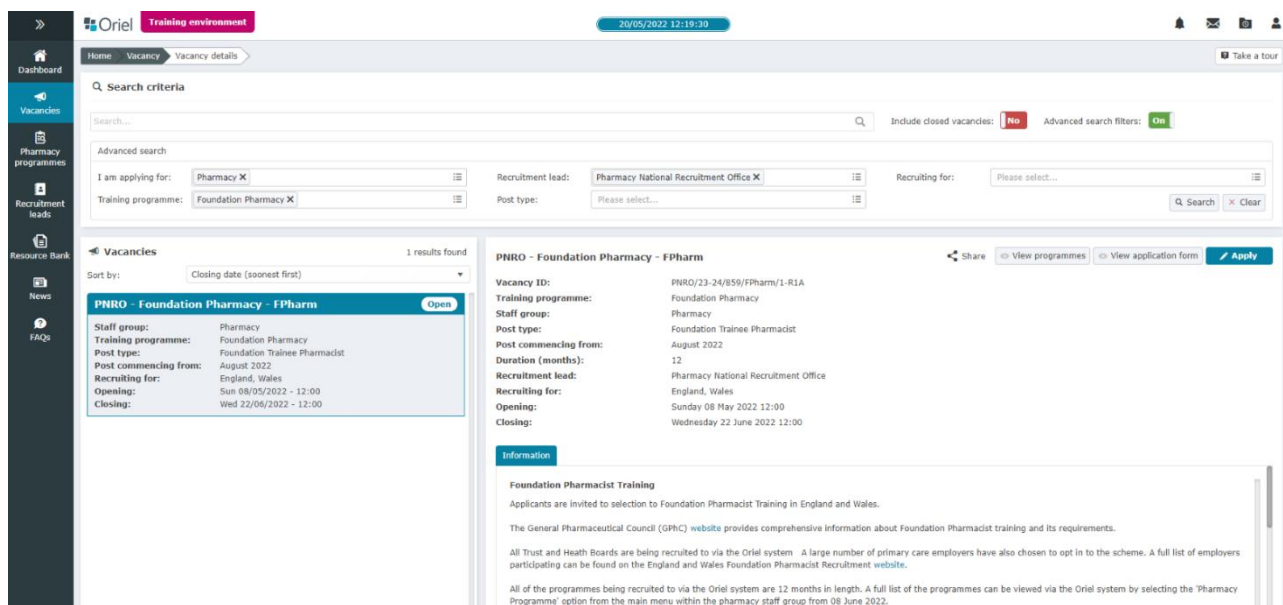 Oriel Training environment
20/05/2022 12:19:30
Dashboard
Vacancies
Pharmacy
programmes
Recruitment
leads
Resource Bank
News
FAQs
Home Vacancy Vacancy details
Take a tour
Search criteria
Search...
Include closed vacancies: No Advanced search filters: On
Advanced search
I am applying for: Pharmacy X Recruitment lead: Pharmacy National Recruitment Office X Recruiting for: Please select...
Training programme: Foundation Pharmacy X Post type: Please select...
Search X Clear
Vacancies 1 results found
Sort by: Closing date (soonest first)
PNRO - Foundation Pharmacy - FPharm Open
Staff group: Pharmacy
Training programme: Foundation Pharmacy
Post type: Foundation Trainee Pharmacist
Post commencing from: August 2022
Recruiting for: England, Wales
Opening: Sun 08/05/2022 - 12:00
Closing: Wed 22/06/2022 - 12:00
PNRO - Foundation Pharmacy - FPharm
Share View programmes View application form Apply
Vacancy ID: PNRO/23-24/859/FPharm/1-R1A
Training programme: Foundation Pharmacy
Staff group: Pharmacy
Post type: Foundation Trainee Pharmacist
Post commencing from: August 2022
Duration (months): 12
Recruitment lead: Pharmacy National Recruitment Office
Recruiting for: England, Wales
Opening: Sunday 08 May 2022 12:00
Closing: Wednesday 22 June 2022 12:00
Information
Foundation Pharmacist Training
Applicants are invited to selection to Foundation Pharmacist Training in England and Wales.
The General Pharmaceutical Council (GPhC) website provides comprehensive information about Foundation Pharmacist training and its requirements.
All Trust and Heath Boards are being recruited to via the Oriel system A large number of primary care employers have also chosen to opt in to the scheme. A full list of employers
participating can be found on the England and Wales Foundation Pharmacist Recruitment website.
All of the programmes being recruited to via the Oriel system are 12 months in length. A full list of the programmes can be viewed via the Oriel system by selecting the 'Pharmacy
Programme' option from the main menu within the pharmacy staff group from 08 June 2022.